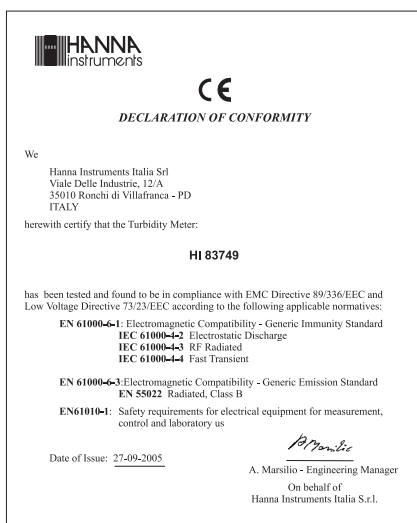 HANNA
instruments
CE
DECLARATION OF CONFORMITY
We
Hanna Instruments Italia Srl
Viale Delle Industrie, 12/A
35010 Ronchi di Villafranca - PD
ITALY
herewith certify that the Turbidity Meter:
HI 83749
has been tested and found to be in compliance with EMC Directive 89/336/EEC and
Low Voltage Directive 73/23/EEC according to the following applicable normatives:
EN 61000-6-1: Electromagnetic Compatibility - Generic Immunity Standard
IEC 61000-4-2 Electrostatic Discharge
IEC 61000-4-3 RF Radiated
IEC 61000-4-4 Fast Transient
EN 61000-6-3:Electromagnetic Compatibility - Generic Emission Standard
EN 55022 Radiated, Class B
EN61010-1: Safety requirements for electrical equipment for measurement,
control and laboratory us
A Marsilio
Date of Issue: 27-09-2005
A. Marsilio - Engineering Manager
On behalf of
Hanna Instruments Italia S.r.l.